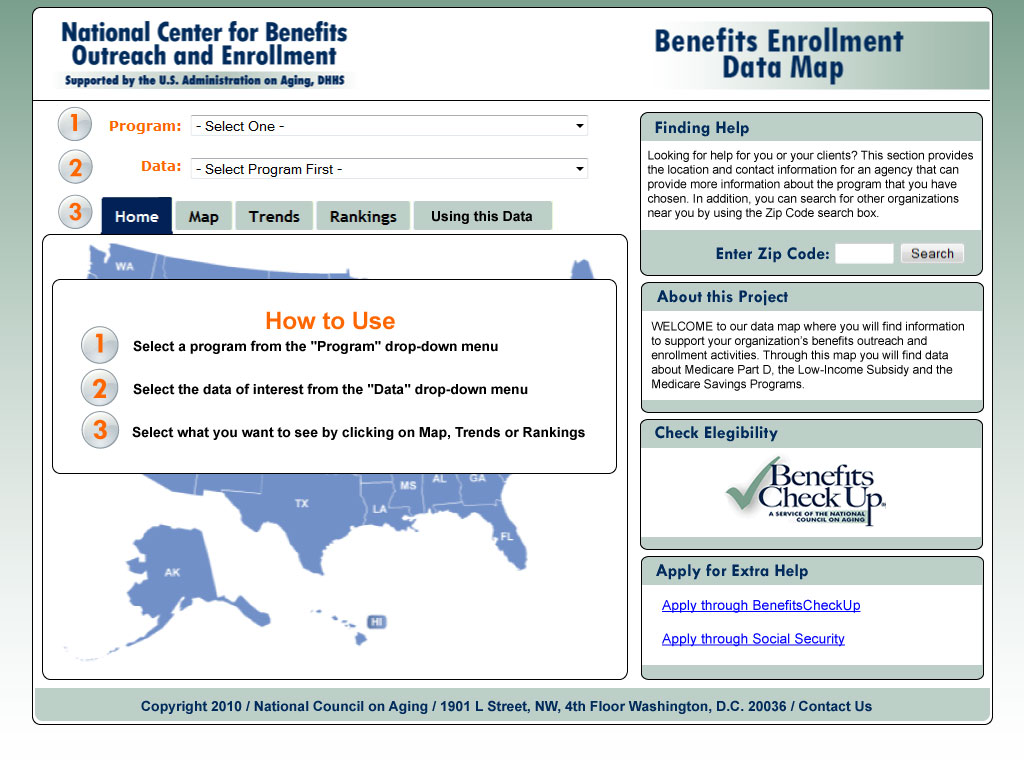 National Center for Benefits
Outreach and Enrollment
Supported by the U.S. Administration on Aging, DHHS
Benefits Enrollment
Data Map
1 Program: - Select One -
2 Data: - Select Program First -
3 Home Map Trends Rankings Using this Data
WA
How to Use
1 Select a program from the "Program" drop-down menu
2 Select the data of interest from the "Data" drop-down menu
3 Select what you want to see by clicking on Map, Trends or Rankings
MS AL GA
TX LA
FL
AK
HI
Finding Help
Looking for help for you or your clients? This section provides
the location and contact information for an agency that can
provide more information about the program that you have
chosen. In addition, you can search for other organizations
near you by using the Zip Code search box.
Enter Zip Code: Search
About this Project
WELCOME to our data map where you will find information
to support your organization's benefits outreach and
enrollment activities. Through this map you will find data
about Medicare Part D, the Low-Income Subsidy and the
Medicare Savings Programs.
Check Elegibility
Benefits
Check Up
A SERVICE OF THE NATIONAL
COUNCIL ON AGING
Apply for Extra Help
Apply through BenefitsCheckUp
Apply through Social Security
Copyright 2010 / National Council on Aging / 1901 L Street, NW, 4th Floor Washington, D.C. 20036 / Contact Us